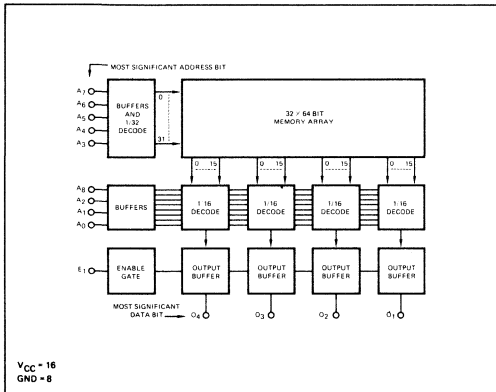 MOST SIGNIFICANT ADDRESS BIT
A7
A6
A5
A4
A3
BUFFERS
AND
1/32
DECODE
0
31
32 × 64 BIT
MEMORY ARRAY
0 15
0 15
0 15
0 15
A8
A2
A1
A0
BUFFERS
1/16
DECODE
1/16
DECODE
1/16
DECODE
1/16
DECODE
E1
ENABLE
GATE
OUTPUT
BUFFER
OUTPUT
BUFFER
OUTPUT
BUFFER
OUTPUT
BUFFER
MOST SIGNIFICANT
DATA BIT
O4
O3
O2
O1
VCC = 16
GND = 8